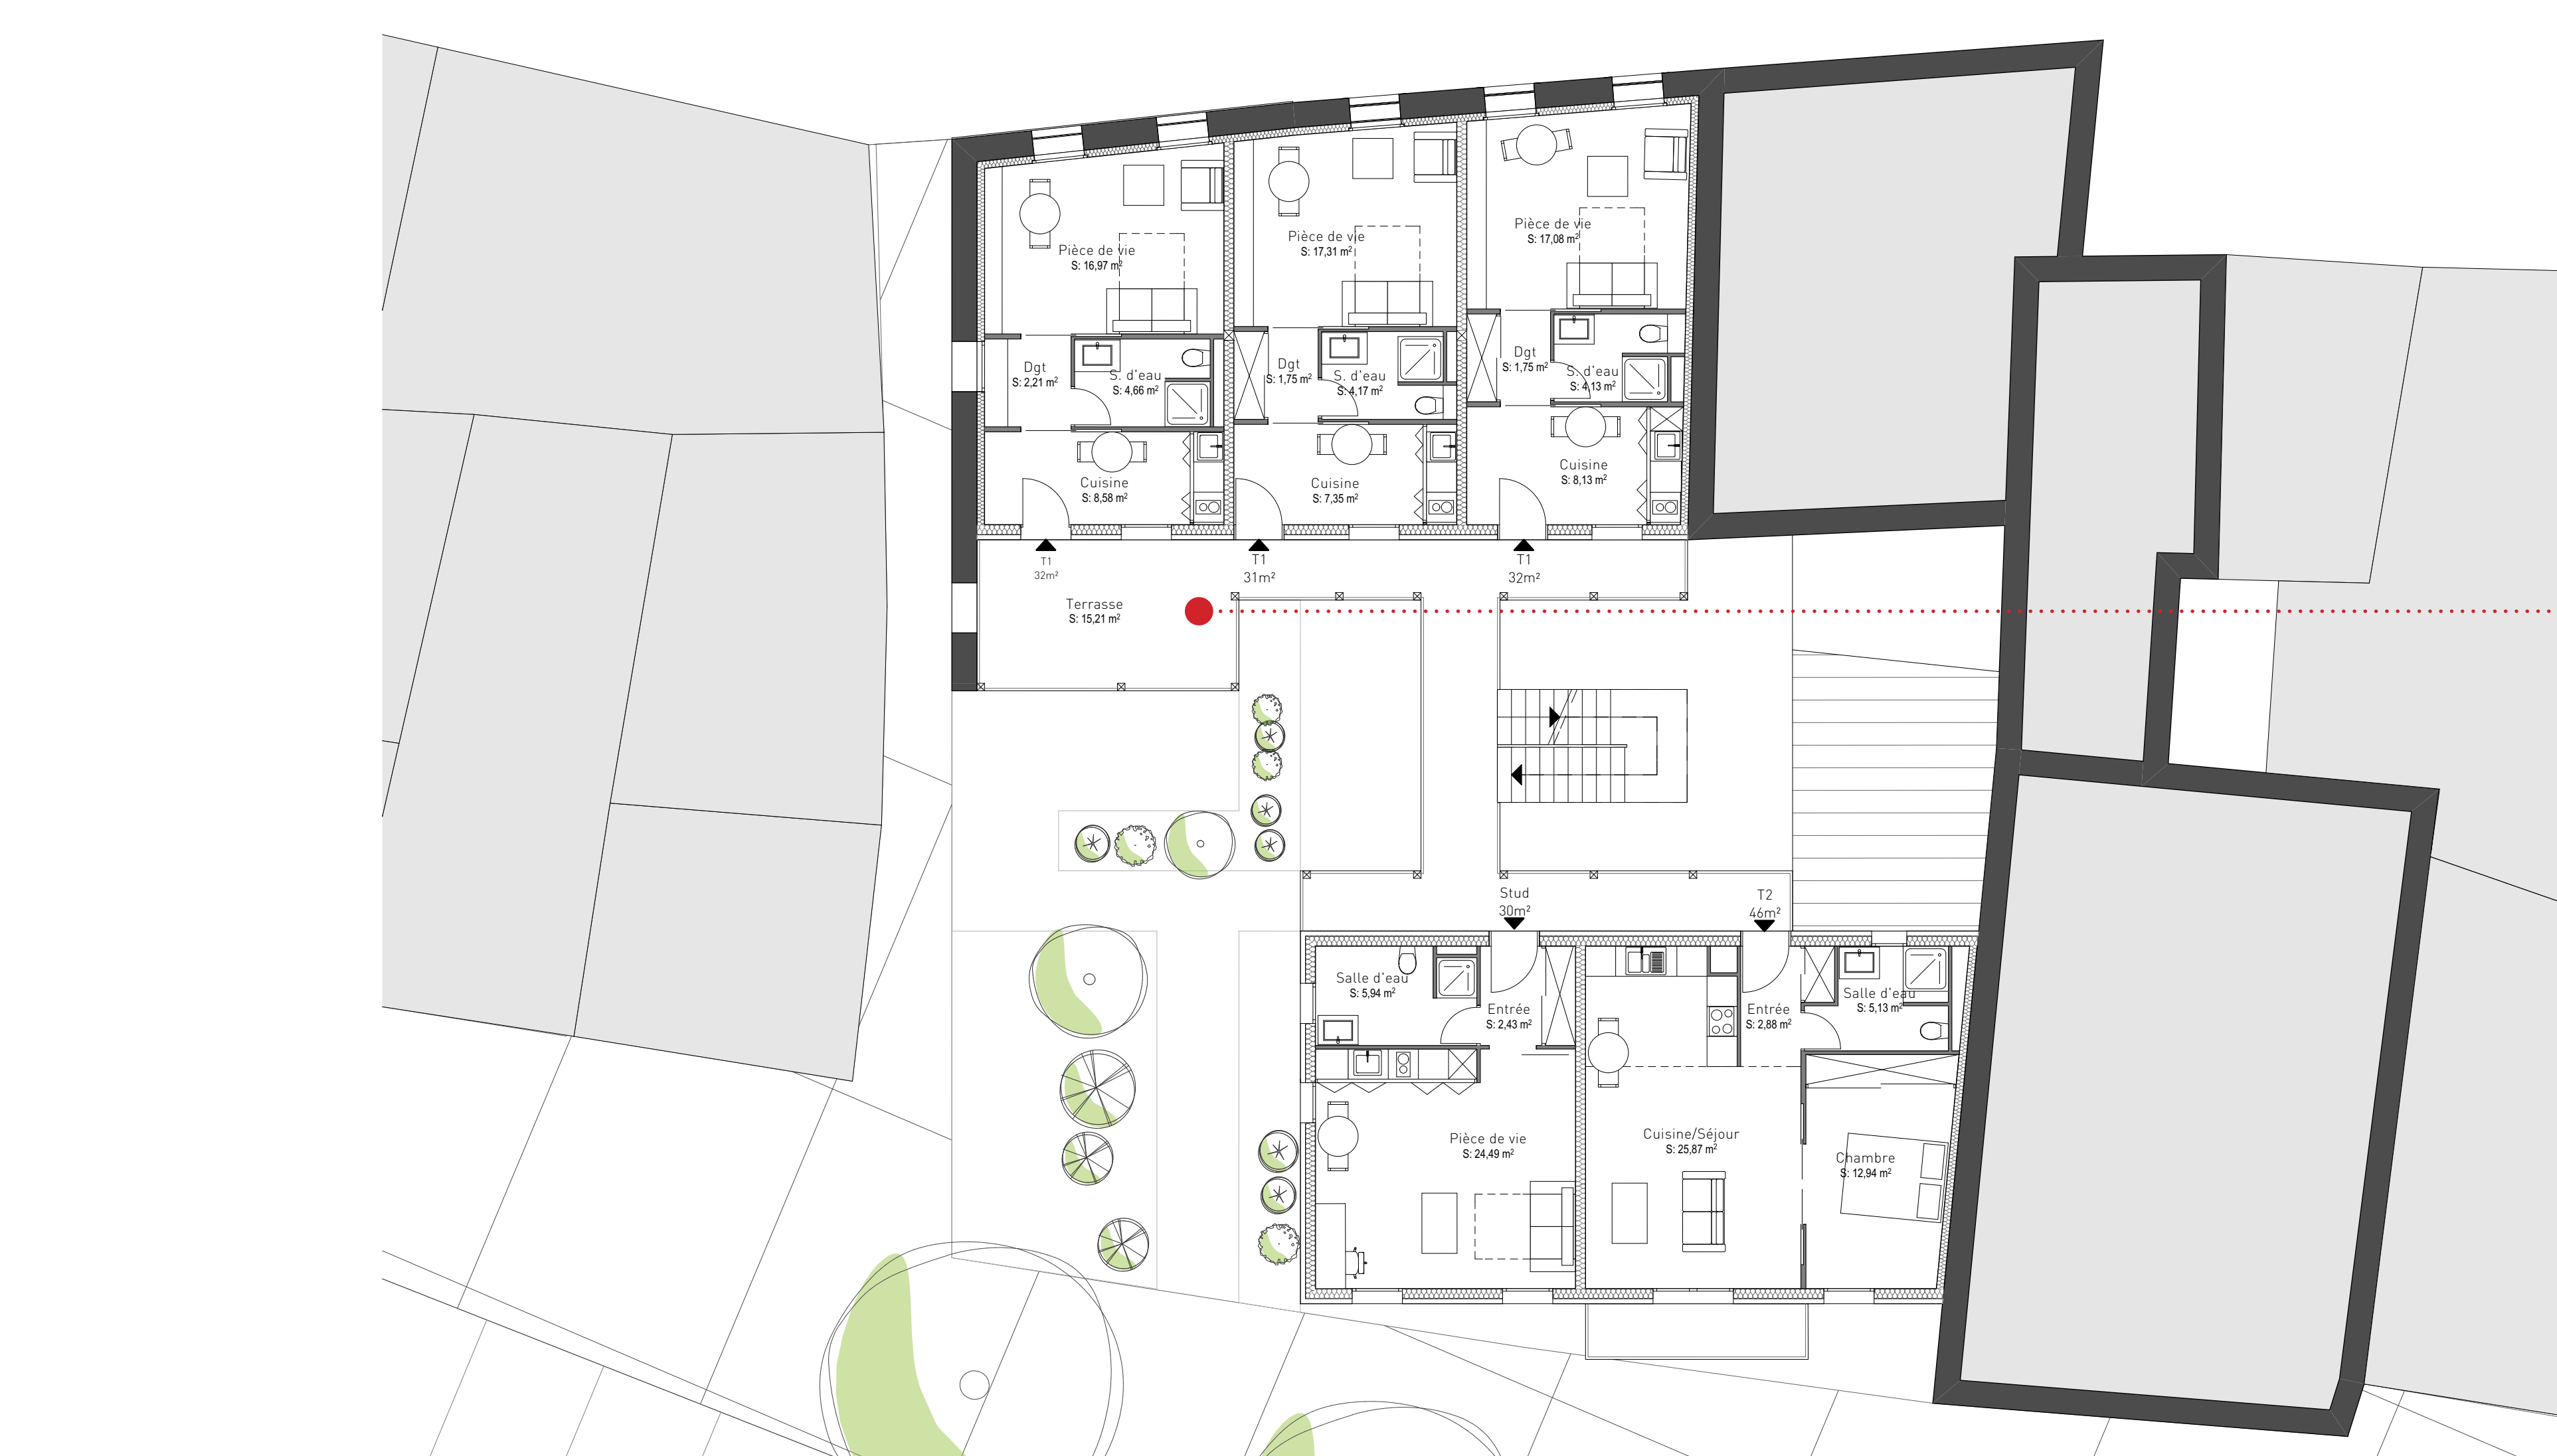 Pièce de vie
S: 16,97 m²
Pièce de vie
S: 17,31 m²
Pièce de vie
S: 17,08 m²
Dgt
S: 2,21 m²
S. d'eau
S: 4,66 m²
Dgt
S: 1,75 m²
S. d'eau
S: 4,17 m²
Dgt
S: 1,75 m²
S. d'eau
S: 4,13 m²
Cuisine
S: 8,58 m²
Cuisine
S: 7,35 m²
Cuisine
S: 8,13 m²
T1
32m²
T1
31m²
T1
32m²
Terrasse
S: 15,21 m²
Stud
30m²
T2
46m²
Salle d'eau
S: 5,94 m²
Entrée
S: 2,43 m²
Entrée
S: 2,88 m²
Salle d'eau
S: 5,13 m²
Pièce de vie
S: 24,49 m²
Cuisine/Séjour
S: 25,87 m²
Chambre
S: 12,94 m²